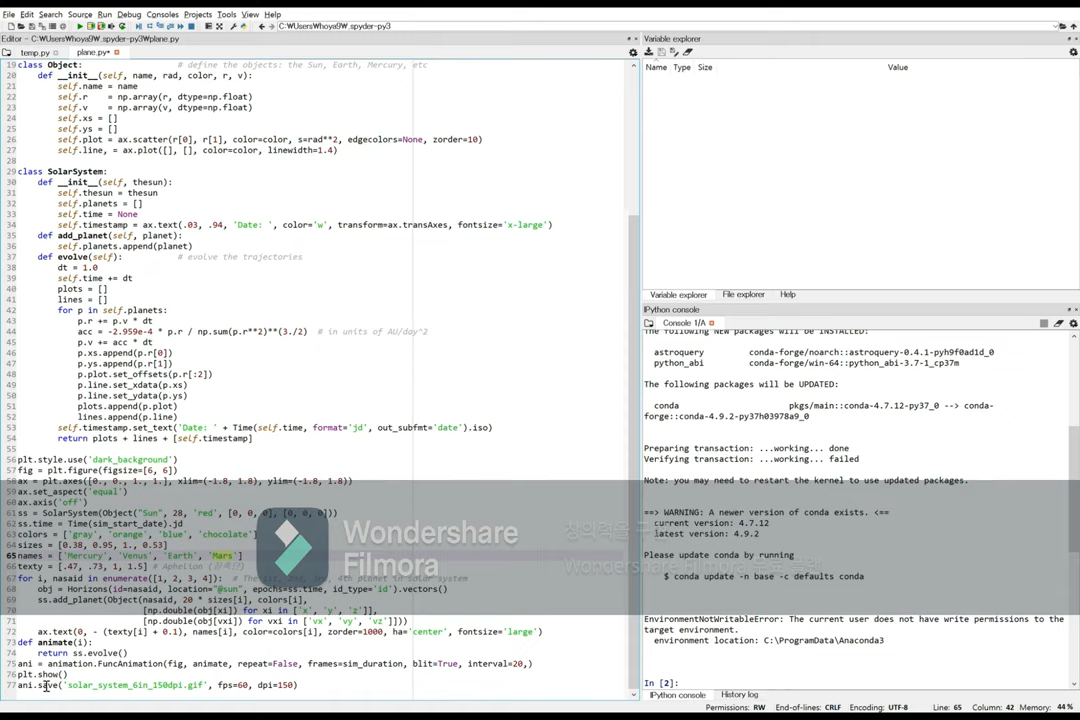 File Edit Search Source Run Debug Consoles Projects Tools View Help
C:₩Users₩hoya9₩.spyder-py3
Editor - C:₩Users₩hoya9₩.spyder-py3₩plane.py
temp.py
plane.py*
19 class Object: # define the objects: the Sun, Earth, Mercury, etc
20 def __init__(self, name, rad, color, r, v):
21 self.name = name
22 self.r = np.array(r, dtype=np.float)
23 self.v = np.array(v, dtype=np.float)
24 self.xs = []
25 self.ys = []
26 self.plot = ax.scatter(r[0], r[1], color=color, s=rad**2, edgecolors=None, zorder=10)
27 self.line, = ax.plot([], [], color=color, linewidth=1.4)
28
29 class SolarSystem:
30 def __init__(self, thesun):
31 self.thesun = thesun
32 self.planets = []
33 self.time = None
34 self.timestamp = ax.text(.03, .94, 'Date: ', color='w', transform=ax.transAxes, fontsize='x-large')
35 def add_planet(self, planet):
36 self.planets.append(planet)
37 def evolve(self): # evolve the trajectories
38 dt = 1.0
39 self.time += dt
40 plots = []
41 lines = []
42 for p in self.planets:
43 p.r += p.v * dt
44 acc = -2.959e-4 * p.r / np.sum(p.r**2)**(3./2) # in units of AU/day^2
45 p.v += acc * dt
46 p.xs.append(p.r[0])
47 p.ys.append(p.r[1])
48 p.plot.set_offsets(p.r[:2])
49 p.line.set_xdata(p.xs)
50 p.line.set_ydata(p.ys)
51 plots.append(p.plot)
52 lines.append(p.line)
53 self.timestamp.set_text('Date: ' + Time(self.time, format='jd', out_subfmt='date').iso)
54 return plots + lines + [self.timestamp]
55
56 plt.style.use('dark_background')
57 fig = plt.figure(figsize=[6, 6])
58 ax = plt.axes([0., 0., 1., 1.], xlim=(-1.8, 1.8), ylim=(-1.8, 1.8))
59 ax.set_aspect('equal')
60 ax.axis('off')
61 ss = SolarSystem(Object("Sun", 28, 'red', [0, 0, 0], [0, 0, 0]))
62 ss.time = Time(sim_start_date).jd
63 colors = ['gray', 'orange', 'blue', 'chocolate']
64 sizes = [0.38, 0.95, 1., 0.53]
65 names = ['Mercury', 'Venus', 'Earth', 'Mars']
66 texty = [.47, .73, 1, 1.5] # Aphelion
67 for i, nasaid in enumerate([1, 2, 3, 4]): # The 1st, 2nd, 3rd, 4th planet in solar system
68 obj = Horizons(id=nasaid, location="@sun", epochs=ss.time, id_type='id').vectors()
69 ss.add_planet(Object(nasaid, 20 * sizes[i], colors[i],
70 [np.double(obj[xi]) for xi in ['x', 'y', 'z']],
71 [np.double(obj[vxi]) for vxi in ['vx', 'vy', 'vz']]))
72 ax.text(0, - (texty[i] + 0.1), names[i], color=colors[i], zorder=1000, ha='center', fontsize='large')
73 def animate(i):
74 return ss.evolve()
75 ani = animation.FuncAnimation(fig, animate, repeat=False, frames=sim_duration, blit=True, interval=20,)
76 plt.show()
77 ani.save('solar_system_6in_150dpi.gif', fps=60, dpi=150)
Wondershare
Filmora
Variable explorer
Name Type Size Value
Variable explorer File explorer Help
IPython console
Console 1/A
The following NEW packages will be INSTALLED:
astroquery conda-forge/noarch::astroquery-0.4.1-pyh9f0ad1d_0
python_abi conda-forge/win-64::python_abi-3.7-1_cp37m
The following packages will be UPDATED:
conda pkgs/main::conda-4.7.12-py37_0 --> conda-
forge::conda-4.9.2-py37h03978a9_0
Preparing transaction: ...working... done
Verifying transaction: ...working... failed
Note: you may need to restart the kernel to use updated packages.
==> WARNING: A newer version of conda exists. <==
current version: 4.7.12
latest version: 4.9.2
Please update conda by running
$ conda update -n base -c defaults conda
EnvironmentNotWritableError: The current user does not have write permissions to the
target environment.
environment location: C:\ProgramData\Anaconda3
In [2]:
IPython console History log
Permissions: RW End-of-lines: CRLF Encoding: UTF-8 Line: 65 Column: 42 Memory: 44 %